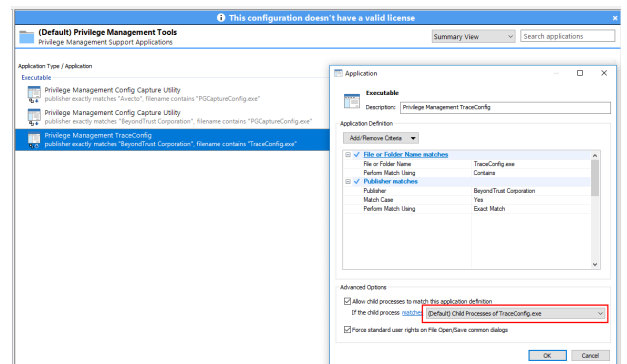 This configuration doesn't have a valid license
(Default) Privilege Management Tools
Privilege Management Support Applications
Summary View
Search applications
Application Type / Application
Executable
Privilege Management Config Capture Utility
publisher exactly matches "Avecto", filename contains "PGCaptureConfig.exe"
Privilege Management Config Capture Utility
publisher exactly matches "BeyondTrust Corporation", filename contains "PGCaptureConfig.exe"
Privilege Management TraceConfig
publisher exactly matches "BeyondTrust Corporation", filename contains "TraceConfig.exe"
Application
Executable
Description: Privilege Management TraceConfig
Application Definition
Add/Remove Criteria
File or Folder Name matches
File or Folder Name TraceConfig.exe
Perform Match Using Contains
Publisher matches
Publisher BeyondTrust Corporation
Match Case Yes
Perform Match Using Exact Match
Advanced Options
Allow child processes to match this application definition
If the child process matches (Default) Child Processes of TraceConfig.exe
Force standard user rights on File Open/Save common dialogs
OK Cancel